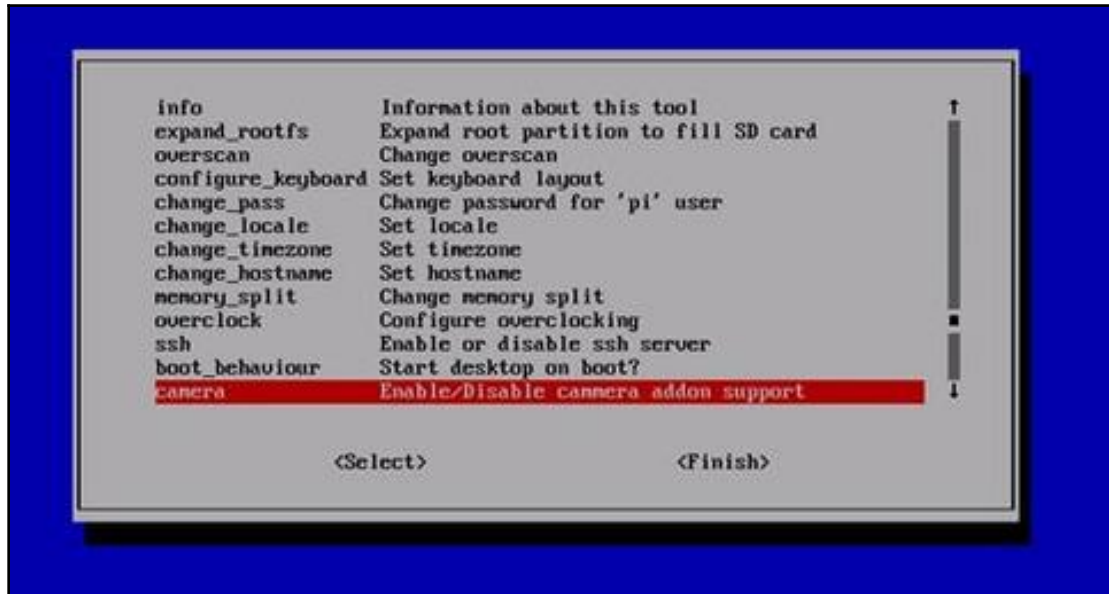 info Information about this tool
expand_rootfs Expand root partition to fill SD card
overscan Change overscan
configure_keyboard Set keyboard layout
change_pass Change password for 'pi' user
change_locale Set locale
change_timezone Set timezone
change_hostname Set hostname
memory_split Change memory split
overclock Configure overclocking
ssh Enable or disable ssh server
boot_behaviour Start desktop on boot?
camera Enable/Disable cammera addon support
<Select> <Finish>